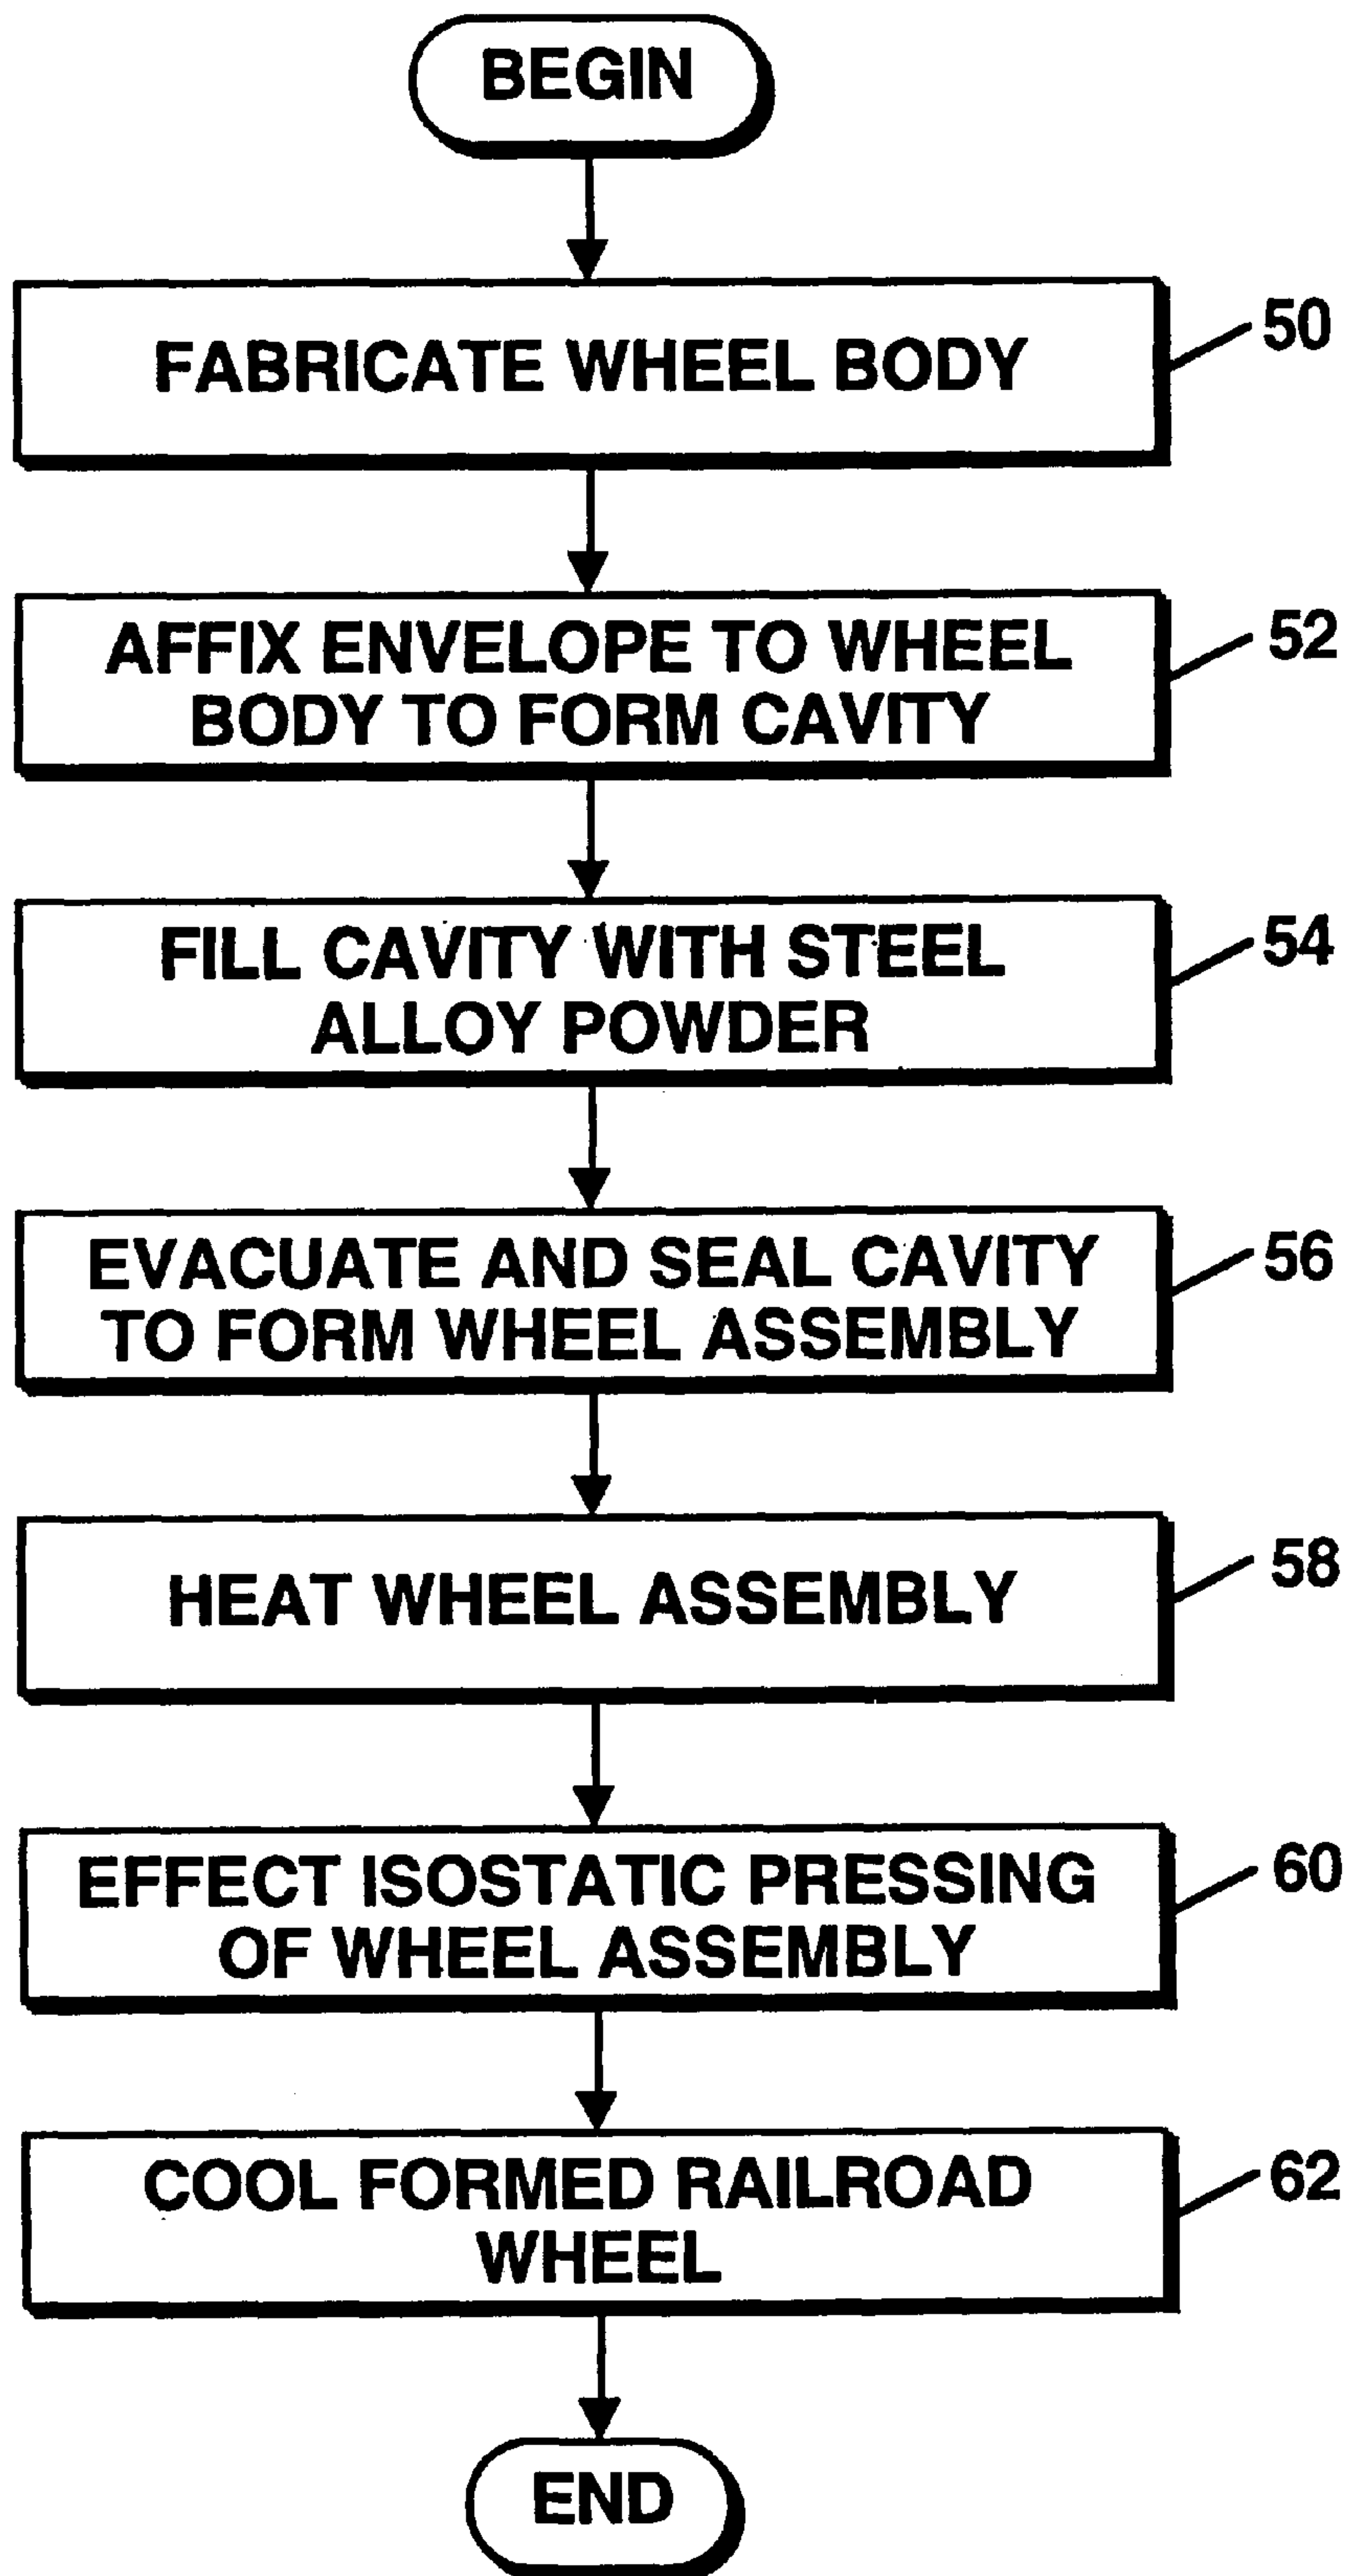 BEGIN
FABRICATE WHEEL BODY
50
AFFIX ENVELOPE TO WHEEL
BODY TO FORM CAVITY
52
FILL CAVITY WITH STEEL
ALLOY POWDER
54
EVACUATE AND SEAL CAVITY
TO FORM WHEEL ASSEMBLY
56
HEAT WHEEL ASSEMBLY
58
EFFECT ISOSTATIC PRESSING
OF WHEEL ASSEMBLY
60
COOL FORMED RAILROAD
WHEEL
62
END